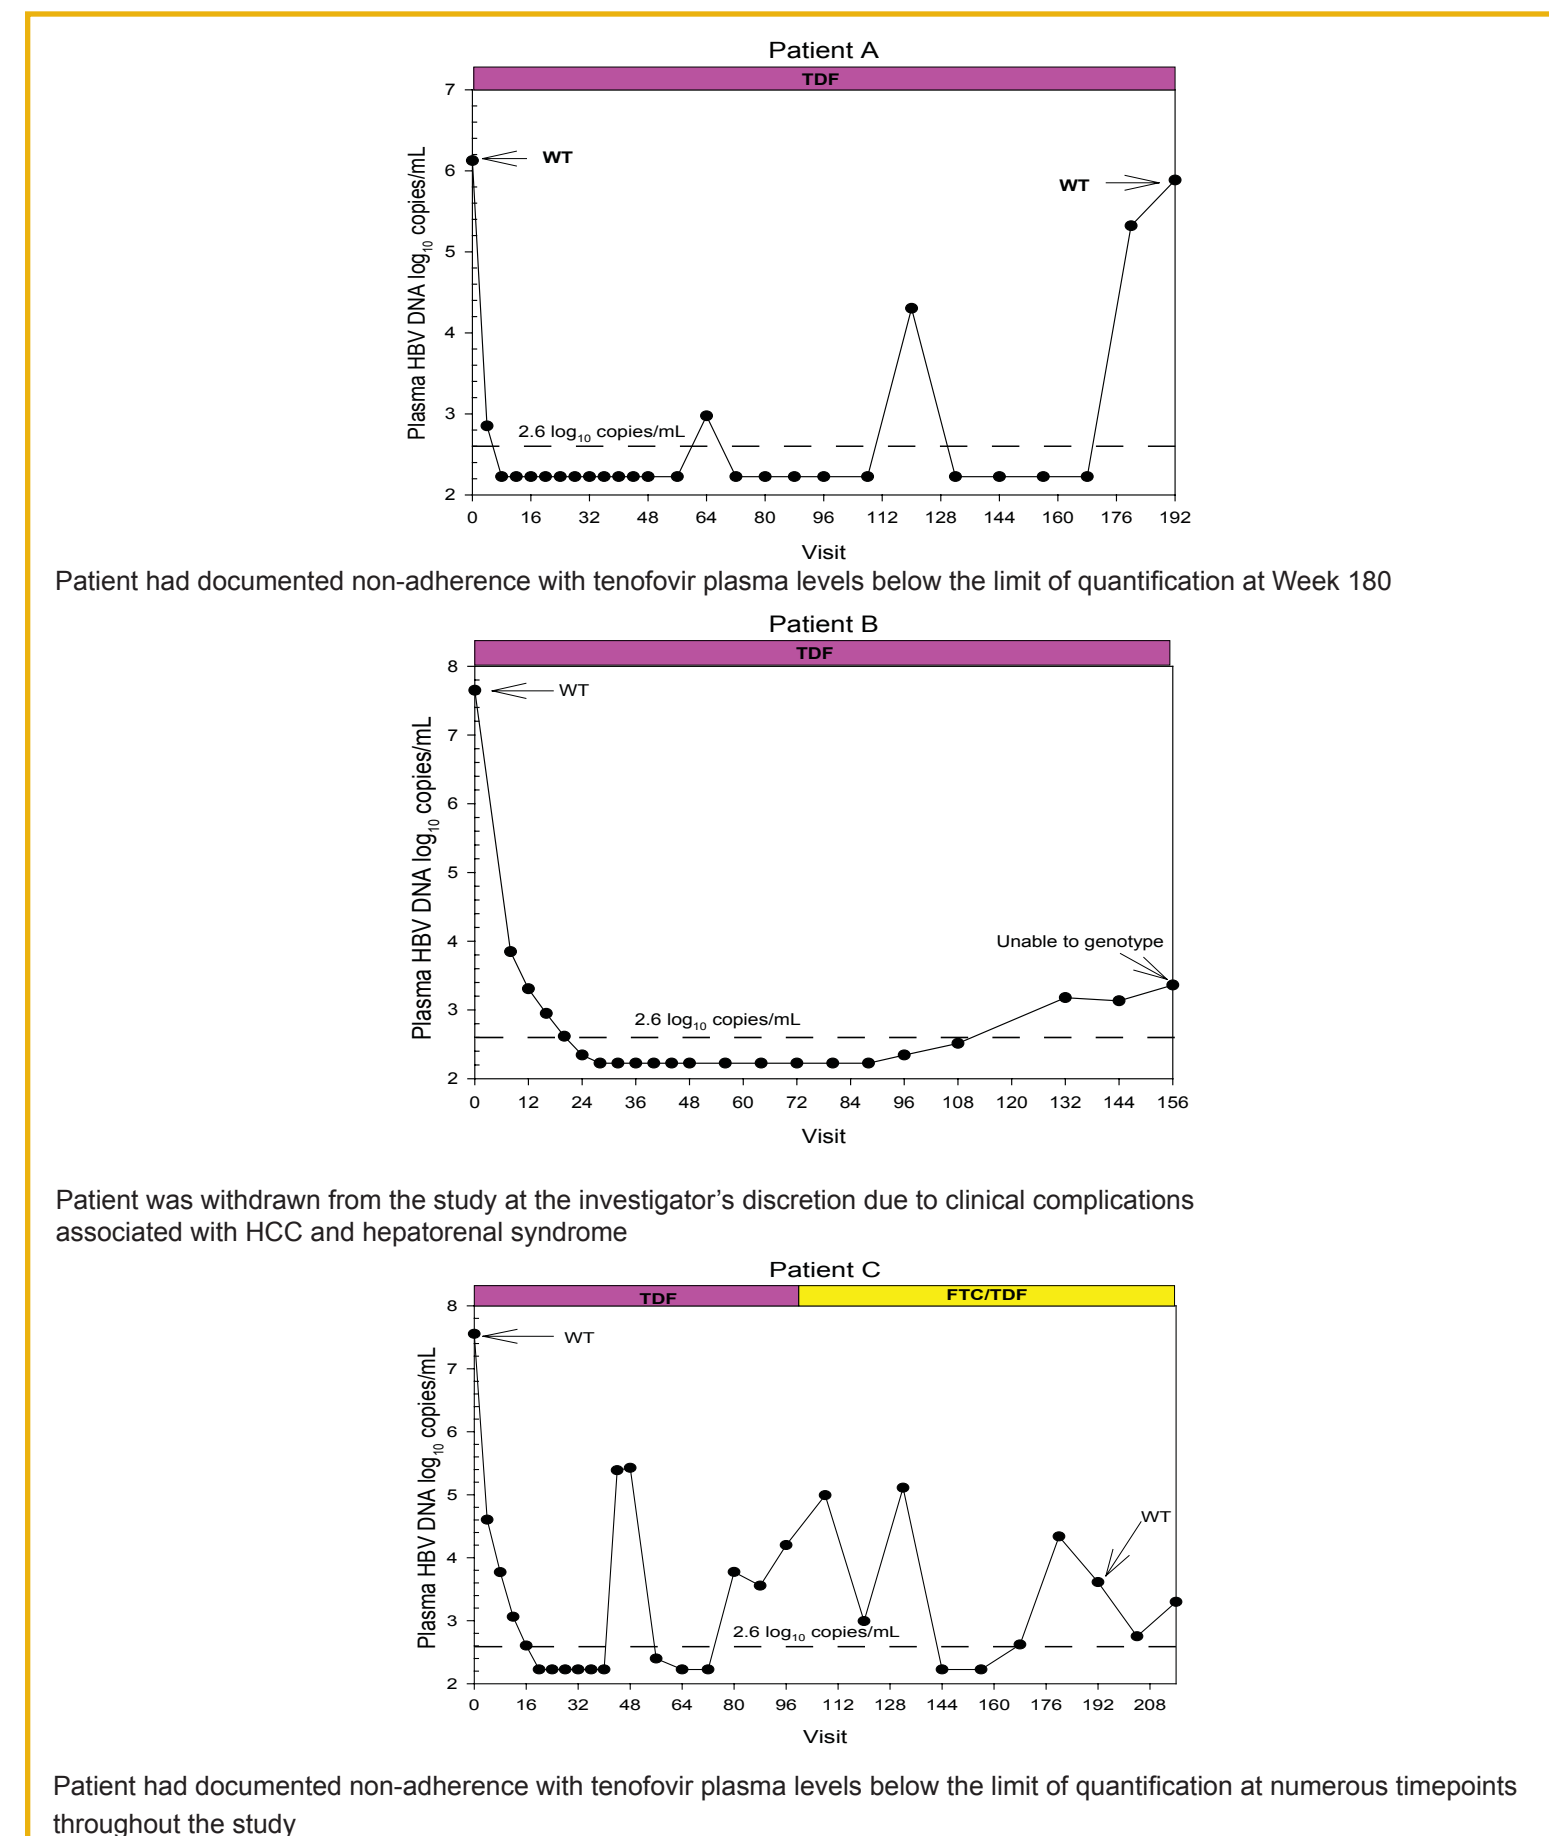 Patient A
TDF
7
6
5
4
3
2
Plasma HBV DNA log10 copies/mL
WT
WT
2.6 log10 copies/mL
0 16 32 48 64 80 96 112 128 144 160 176 192
Visit
Patient had documented non-adherence with tenofovir plasma levels below the limit of quantification at Week 180
Patient B
TDF
8
7
6
5
4
3
2
Plasma HBV DNA log10 copies/mL
WT
Unable to genotype
2.6 log10 copies/mL
0 12 24 36 48 60 72 84 96 108 120 132 144 156
Visit
Patient was withdrawn from the study at the investigator’s discretion due to clinical complications
associated with HCC and hepatorenal syndrome
Patient C
TDF FTC/TDF
8
7
6
5
4
3
2
Plasma HBV DNA log10 copies/mL
WT
WT
2.6 log10 copies/mL
0 16 32 48 64 80 96 112 128 144 160 176 192 208
Visit
Patient had documented non-adherence with tenofovir plasma levels below the limit of quantification at numerous timepoints
throughout the study